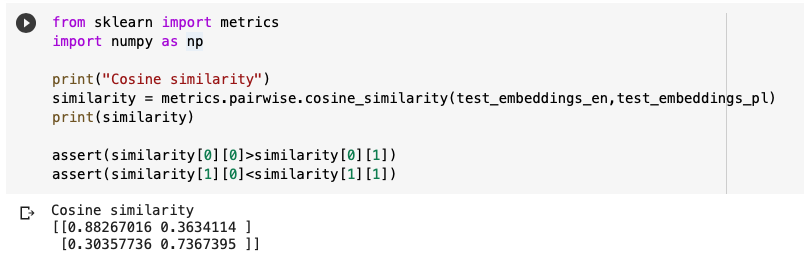 from sklearn import metrics
import numpy as np
print("Cosine similarity")
similarity = metrics.pairwise.cosine_similarity(test_embeddings_en,test_embeddings_pl)
print(similarity)
assert(similarity[0][0]>similarity[0][1])
assert(similarity[1][0]<similarity[1][1])
Cosine similarity
[[0.88267016 0.3634114 ]
 [0.30357736 0.7367395 ]]